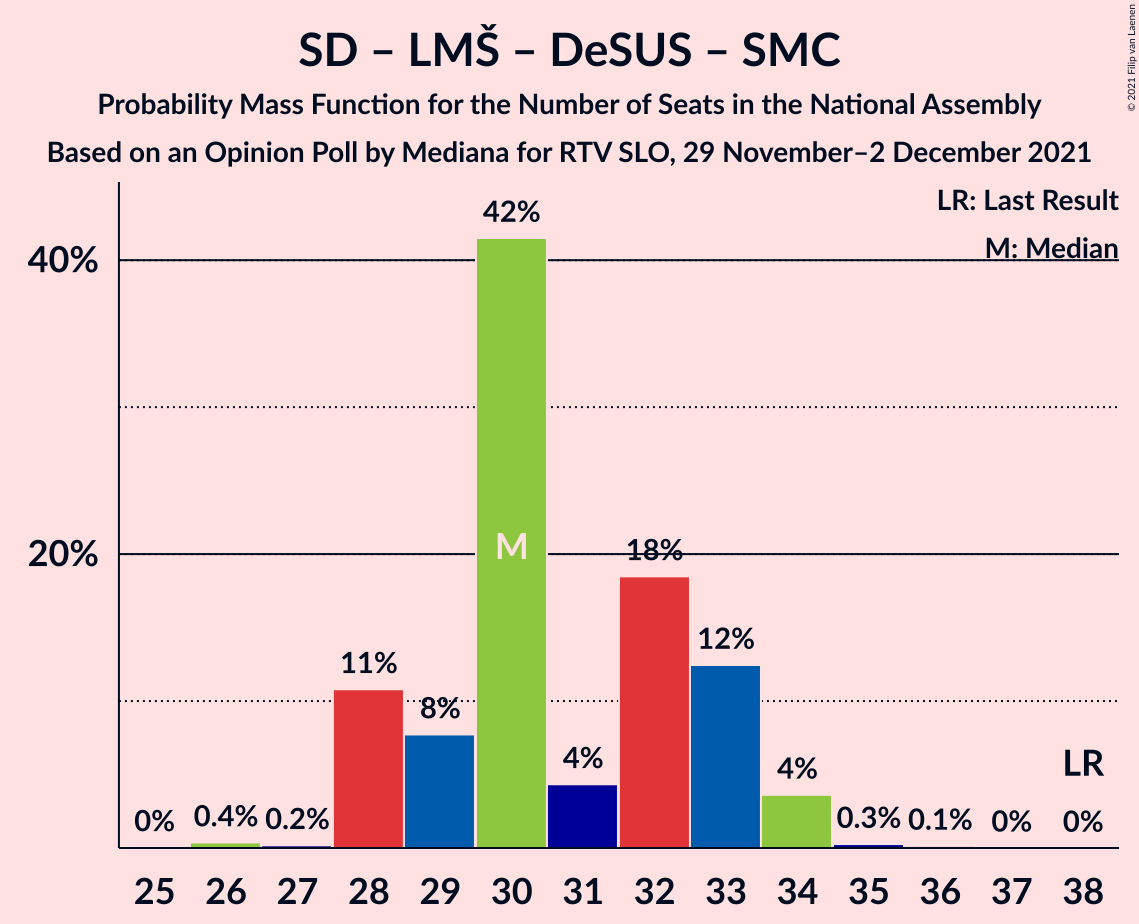 SD – LMŠ – DeSUS – SMC
Probability Mass Function for the Number of Seats in the National Assembly
Based on an Opinion Poll by Mediana for RTV SLO, 29 November–2 December 2021
© 2021 Filip van Laenen
LR: Last Result
M: Median
40%
20%
0%
0.4%
0.2%
11%
8%
42%
M
4%
18%
12%
4%
0.3%
0.1%
0%
LR
0%
25 26 27 28 29 30 31 32 33 34 35 36 37 38